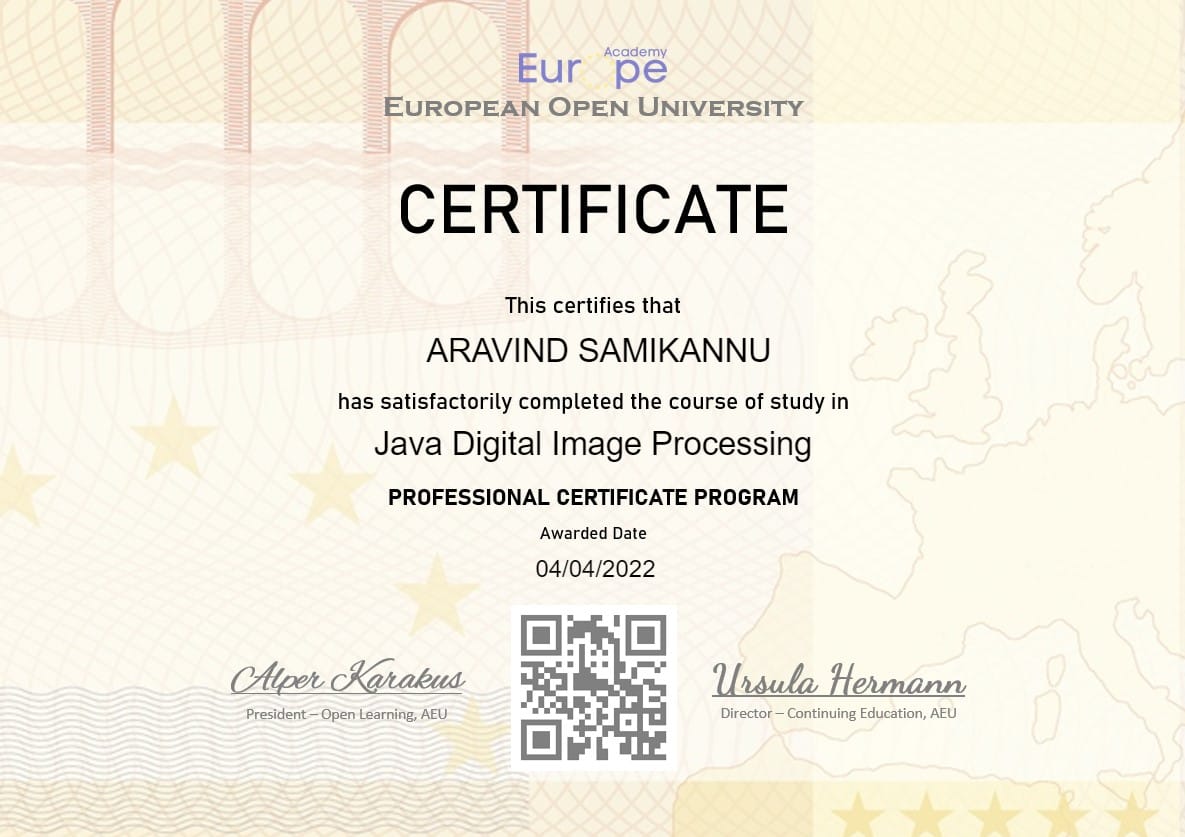 Academy
Europe
EUROPEAN OPEN UNIVERSITY
CERTIFICATE
This certifies that
ARAVIND SAMIKANNU
has satisfactorily completed the course of study in
Java Digital Image Processing
PROFESSIONAL CERTIFICATE PROGRAM
Awarded Date
04/04/2022
Alper Karakus
President – Open Learning, AEU
Ursula Hermann
Director – Continuing Education, AEU